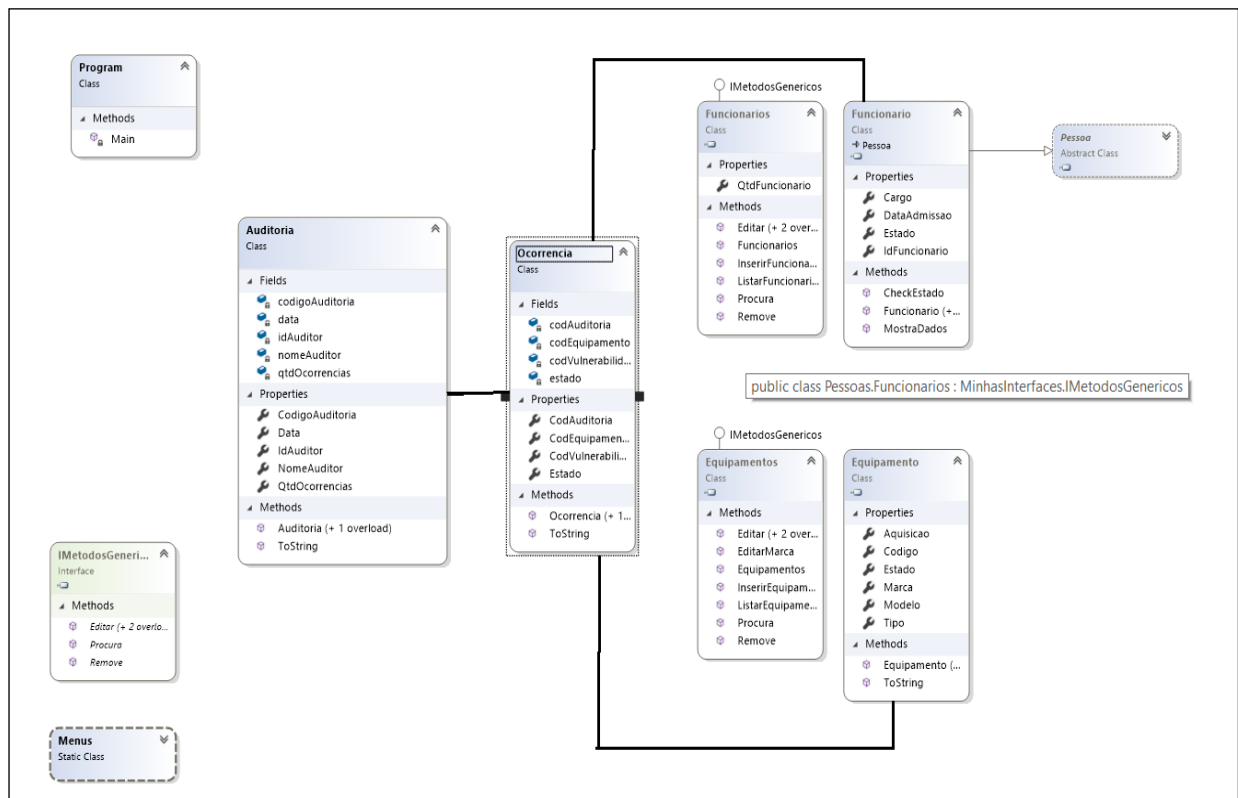 Program
Class
Methods
Main
Auditoria
Class
Fields
codigoAuditoria
data
idAuditor
nomeAuditor
qtdOcorrencias
Properties
CodigoAuditoria
Data
IdAuditor
NomeAuditor
QtdOcorrencias
Methods
Auditoria (+ 1 overload)
ToString
IMetodosGeneri...
Interface
Methods
Editar (+ 2 overlo...
Procura
Remove
Menus
Static Class
Ocorrencia
Class
Fields
codAuditoria
codEquipamento
codVulnerabilid...
estado
Properties
CodAuditoria
CodEquipamen...
CodVulnerabili...
Estado
Methods
Ocorrencia (+ 1...
ToString
IMetodosGenericos
Funcionarios
Class
Properties
QtdFuncionario
Methods
Editar (+ 2 over...
Funcionarios
InserirFunciona...
ListarFuncionari...
Procura
Remove
Funcionario
Class
Pessoa
Properties
Cargo
DataAdmissao
Estado
IdFuncionario
Methods
CheckEstado
Funcionario (+...
MostraDados
Pessoa
Abstract Class
public class Pessoas.Funcionarios : MinhasInterfaces.IMetodosGenericos
IMetodosGenericos
Equipamentos
Class
Methods
Editar (+ 2 over...
EditarMarca
Equipamentos
InserirEquipam...
ListarEquipame...
Procura
Remove
Equipamento
Class
Properties
Aquisicao
Codigo
Estado
Marca
Modelo
Tipo
Methods
Equipamento (...
ToString